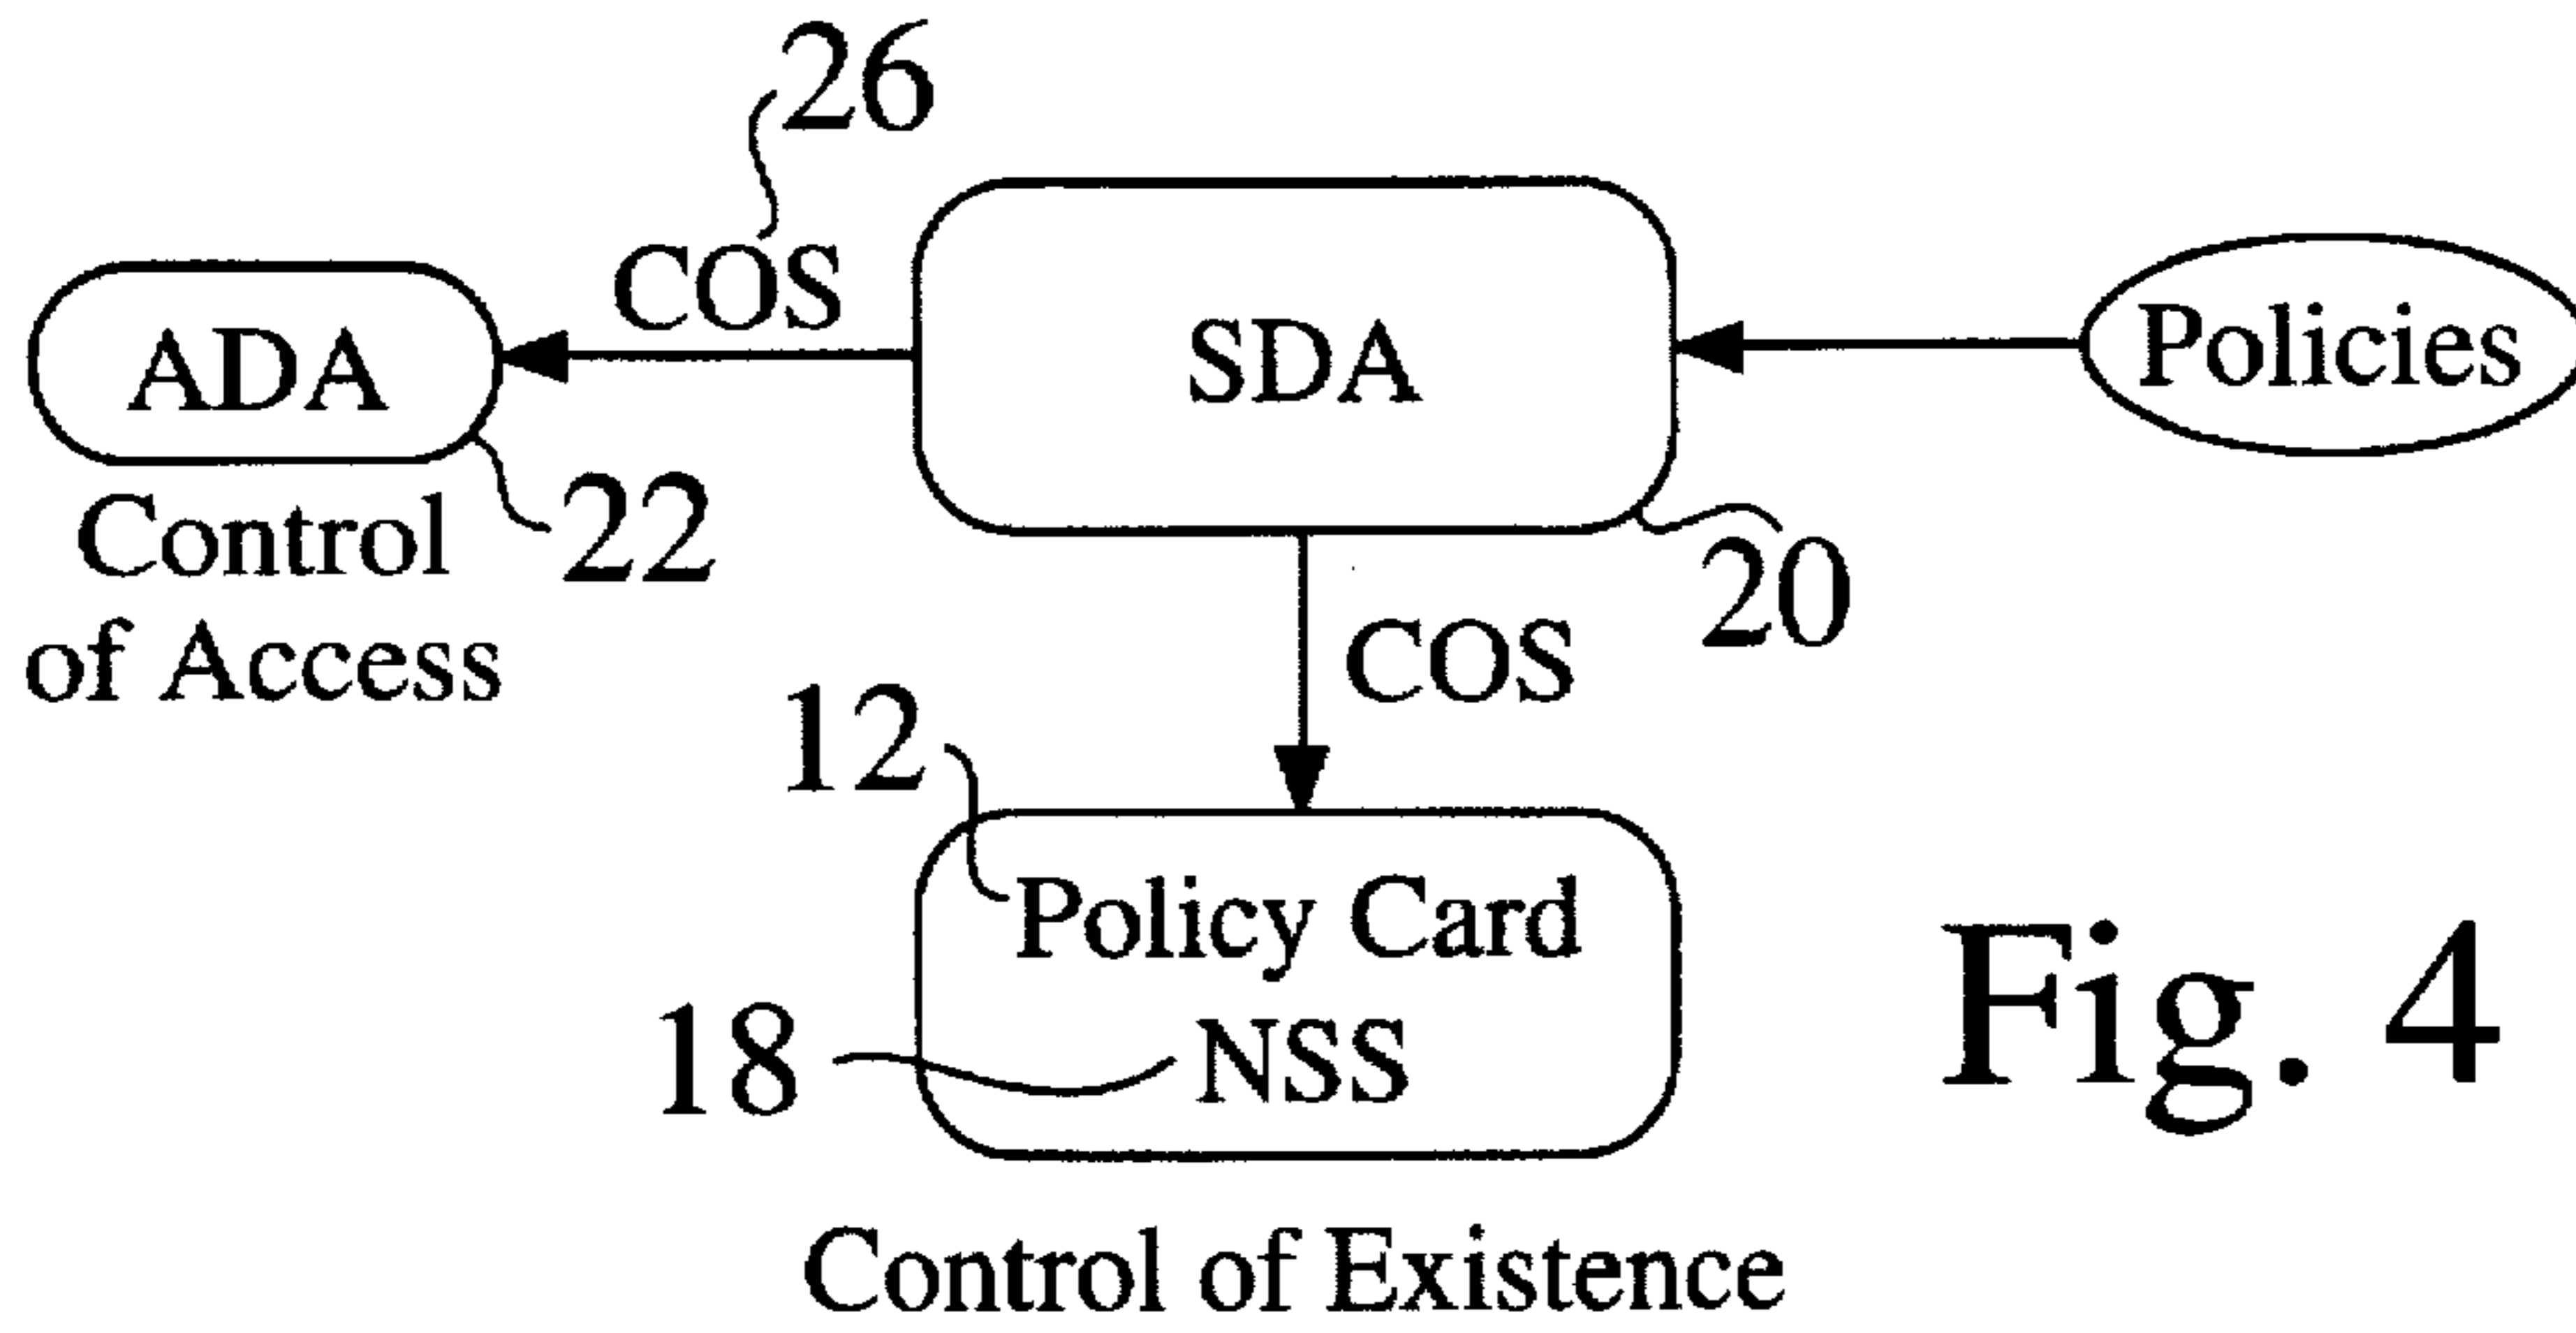 26
COS
ADA
SDA
Policies
22
Control
of Access
20
COS
12
Policy Card
18
NSS
Fig. 4
Control of Existence